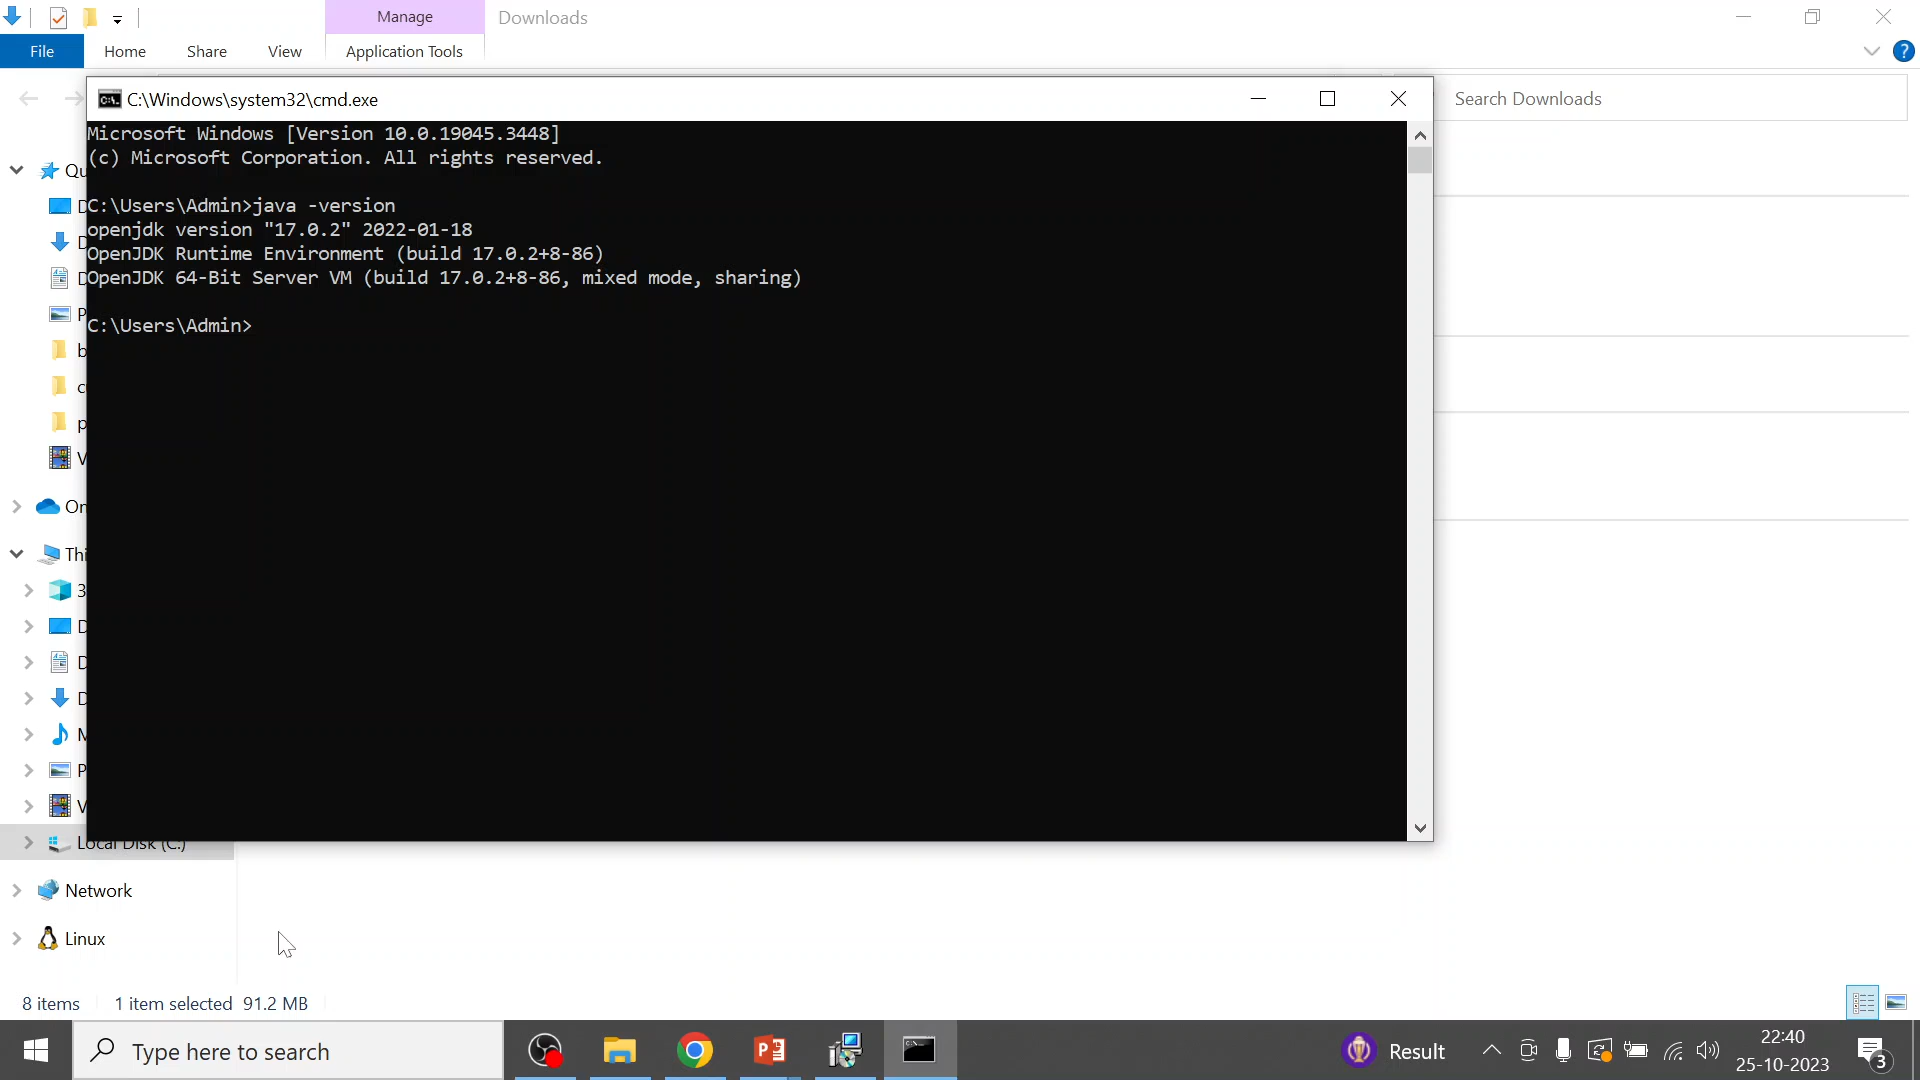 Manage
Downloads
File
Home
Share
View
Application Tools
C:\Windows\system32\cmd.exe
Search Downloads
Microsoft Windows [Version 10.0.19045.3448]
(c) Microsoft Corporation. All rights reserved.
C:\Users\Admin>java -version
openjdk version "17.0.2" 2022-01-18
OpenJDK Runtime Environment (build 17.0.2+8-86)
OpenJDK 64-Bit Server VM (build 17.0.2+8-86, mixed mode, sharing)
C:\Users\Admin>
Local Disk (C:)
Network
Linux
8 items
1 item selected 91.2 MB
Type here to search
Result
22:40
25-10-2023
3